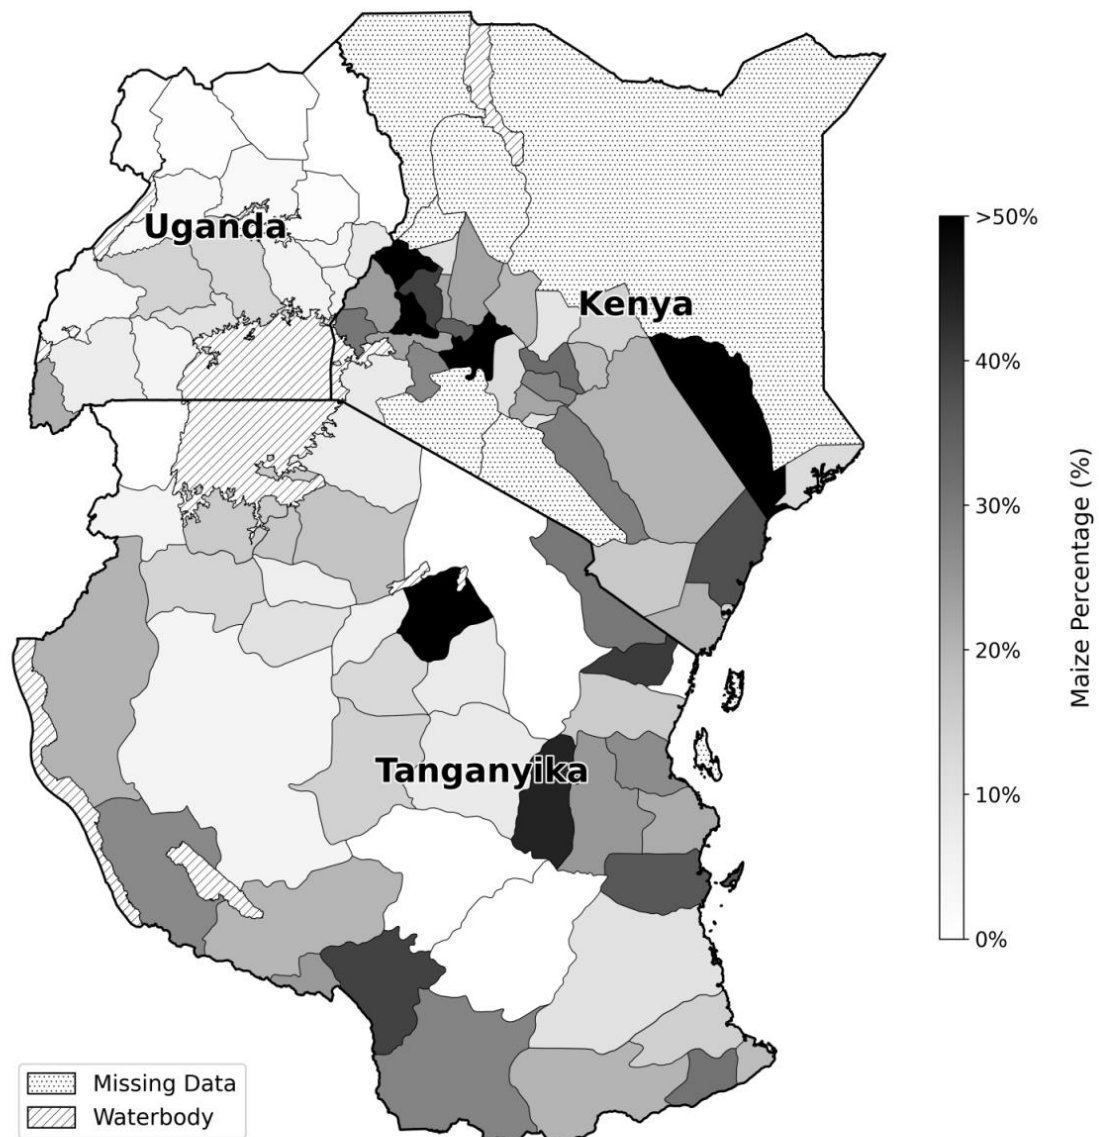 Uganda
Kenya
Tanganyika
>50%
40%
30%
20%
10%
0%
Maize Percentage (%)
Missing Data
Waterbody